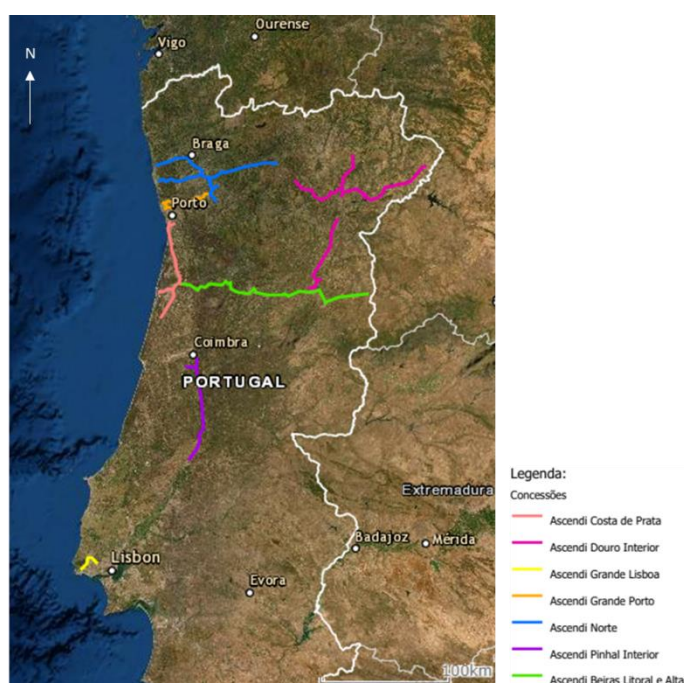 Ourense
Vigo
N
Braga
Porto
Coimbra
PORTUGAL
Extremadura
Badajoz
Mérida
Lisbon
Evora
100km
Legenda:
Concessões
Ascendi Costa de Prata
Ascendi Douro Interior
Ascendi Grande Lisboa
Ascendi Grande Porto
Ascendi Norte
Ascendi Pinhal Interior
Ascendi Beiras Litoral e Alta